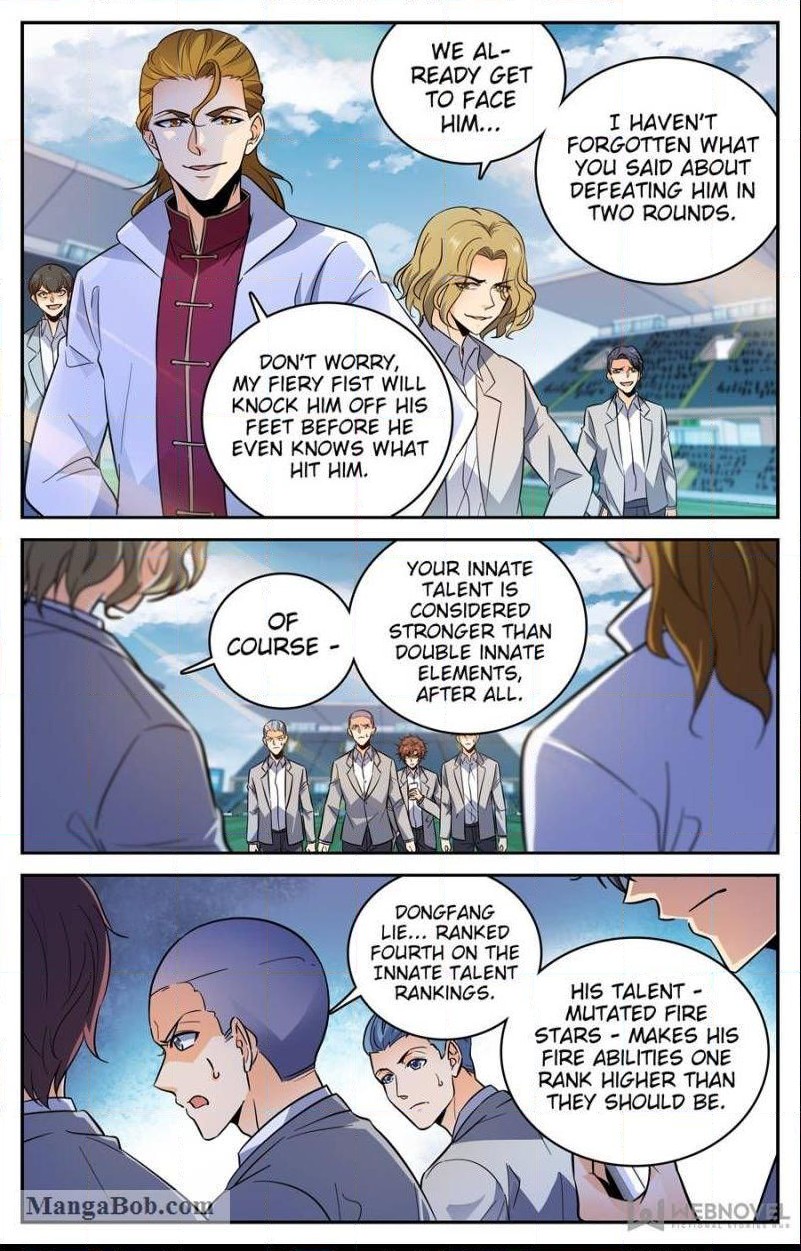 WE AL-
READY GET
TO FACE
HIM...
I HAVEN'T
FORGOTTEN WHAT
YOU SAID ABOUT
DEFEATING HIM IN
TWO ROUNDS.
DON'T WORRY,
MY FIERY FIST WILL
KNOCK HIM OFF HIS
FEET BEFORE HE
EVEN KNOWS WHAT
HIT HIM.
OF
COURSE -
YOUR INNATE
TALENT IS
CONSIDERED
STRONGER THAN
DOUBLE INNATE
ELEMENTS,
AFTER ALL.
DONGFANG
LIE... RANKED
FOURTH ON THE
INNATE TALENT
RANKINGS.
HIS TALENT -
MUTATED FIRE
STARS - MAKES HIS
FIRE ABILITIES ONE
RANK HIGHER THAN
THEY SHOULD BE.
MangaBob.com
WEBNOVEL
FICTIONAL STORIES HUB